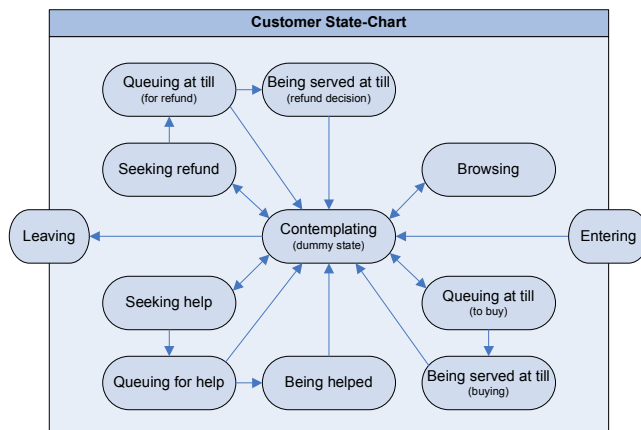 Customer State-Chart
Queuing at till
(for refund)
Being served at till
(refund decision)
Seeking refund
Browsing
Leaving
Contemplating
(dummy state)
Entering
Seeking help
Queuing at till
(to buy)
Queuing for help
Being helped
Being served at till
(buying)